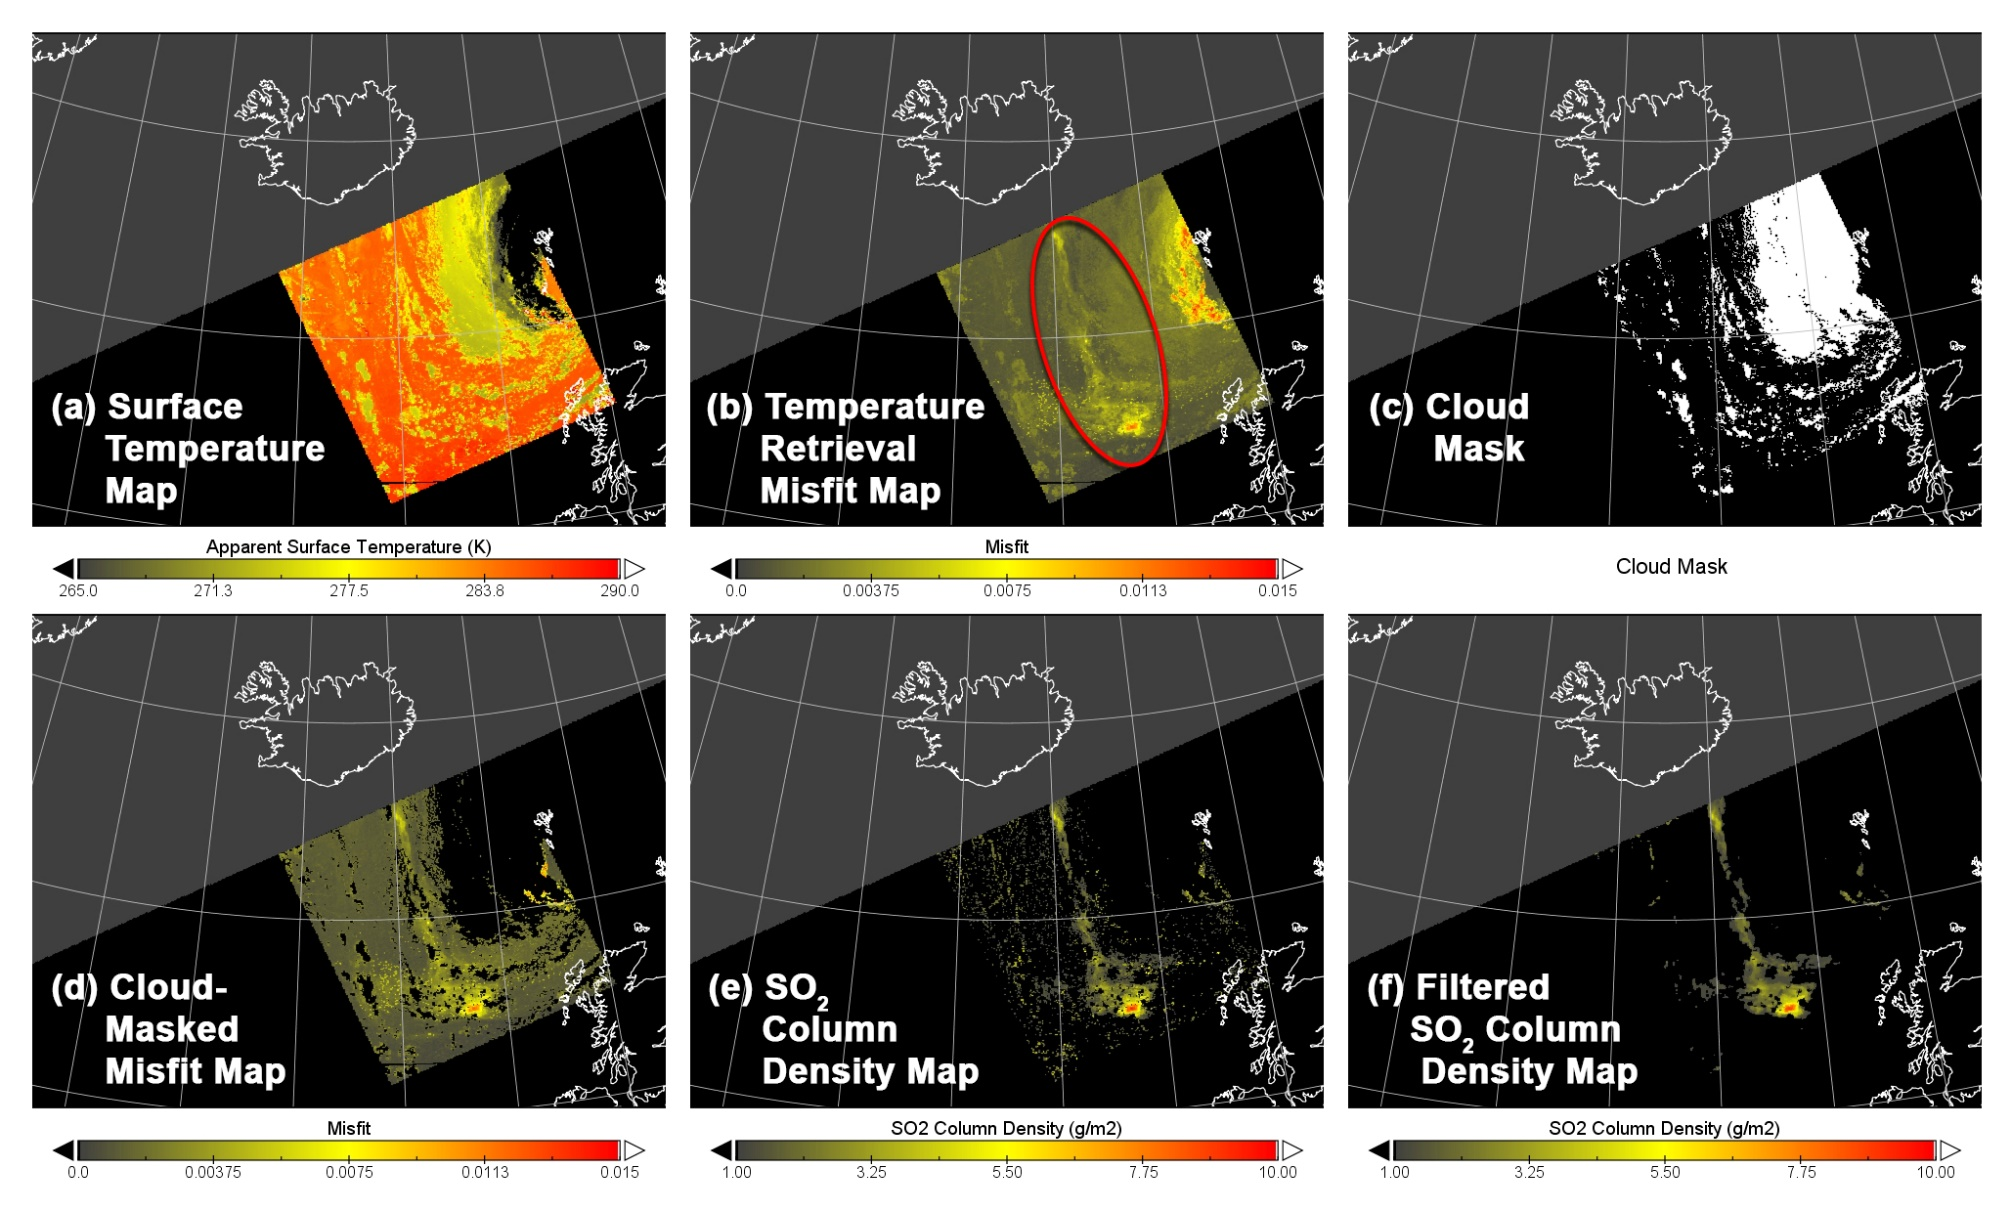 (a) Surface
Temperature
Map
(b) Temperature
Retrieval
Misfit Map
(c) Cloud
Mask
Apparent Surface Temperature (K)
265.0 271.3 277.5 283.8 290.0
Misfit
0.0 0.00375 0.0075 0.0113 0.015
Cloud Mask
(d) Cloud-
Masked
Misfit Map
(e) SO2
Column
Density Map
(f) Filtered
SO2 Column
Density Map
Misfit
0.0 0.00375 0.0075 0.0113 0.015
SO2 Column Density (g/m2)
1.00 3.25 5.50 7.75 10.00
SO2 Column Density (g/m2)
1.00 3.25 5.50 7.75 10.00